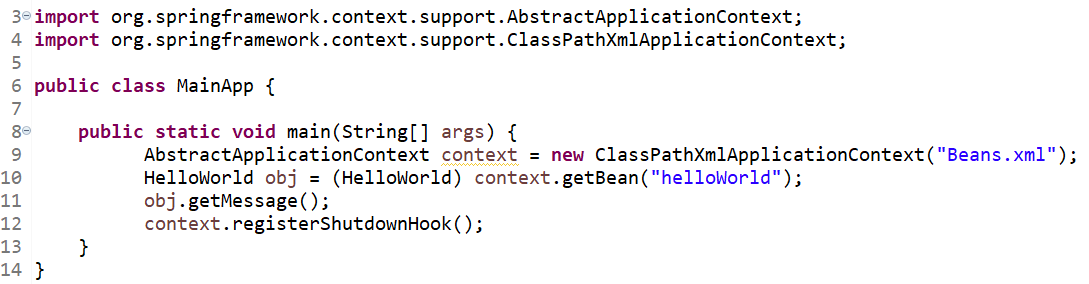 3 import org.springframework.context.support.AbstractApplicationContext;
4 import org.springframework.context.support.ClassPathXmlApplicationContext;
5
6 public class MainApp {
7
8     public static void main(String[] args) {
9           AbstractApplicationContext context = new ClassPathXmlApplicationContext("Beans.xml");
10           HelloWorld obj = (HelloWorld) context.getBean("helloWorld");
11           obj.getMessage();
12           context.registerShutdownHook();
13     }
14 }